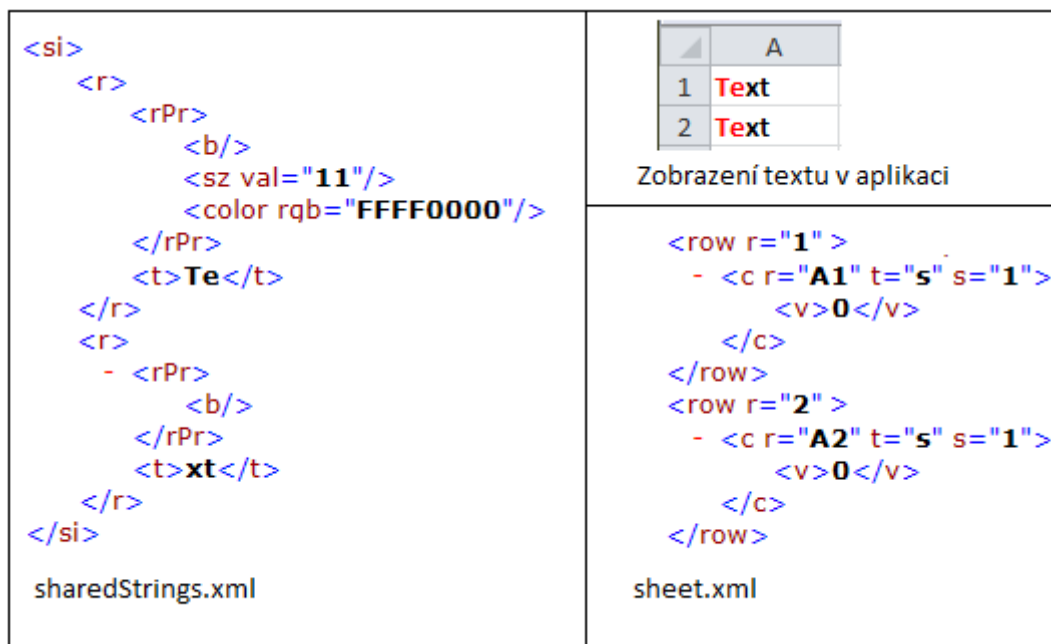 <si>
<r>
<rPr>
<b/>
<sz val="11"/>
<color rgb="FFFF0000"/>
</rPr>
<t>Te</t>
</r>
<r>
- <rPr>
<b/>
</rPr>
<t>xt</t>
</r>
</si>
sharedStrings.xml
A
1 Text
2 Text
Zobrazení textu v aplikaci
<row r="1" >
- <c r="A1" t="s" s="1">
<v>0</v>
</c>
</row>
<row r="2" >
- <c r="A2" t="s" s="1">
<v>0</v>
</c>
</row>
sheet.xml